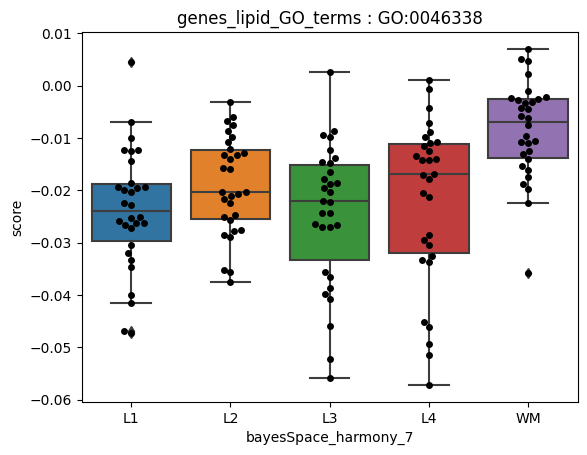 genes_lipid_GO_terms : GO:0046338
0.01
0.00
−0.01
−0.02
−0.03
−0.04
−0.05
−0.06
score
L1 L2 L3 L4 WM
bayesSpace_harmony_7